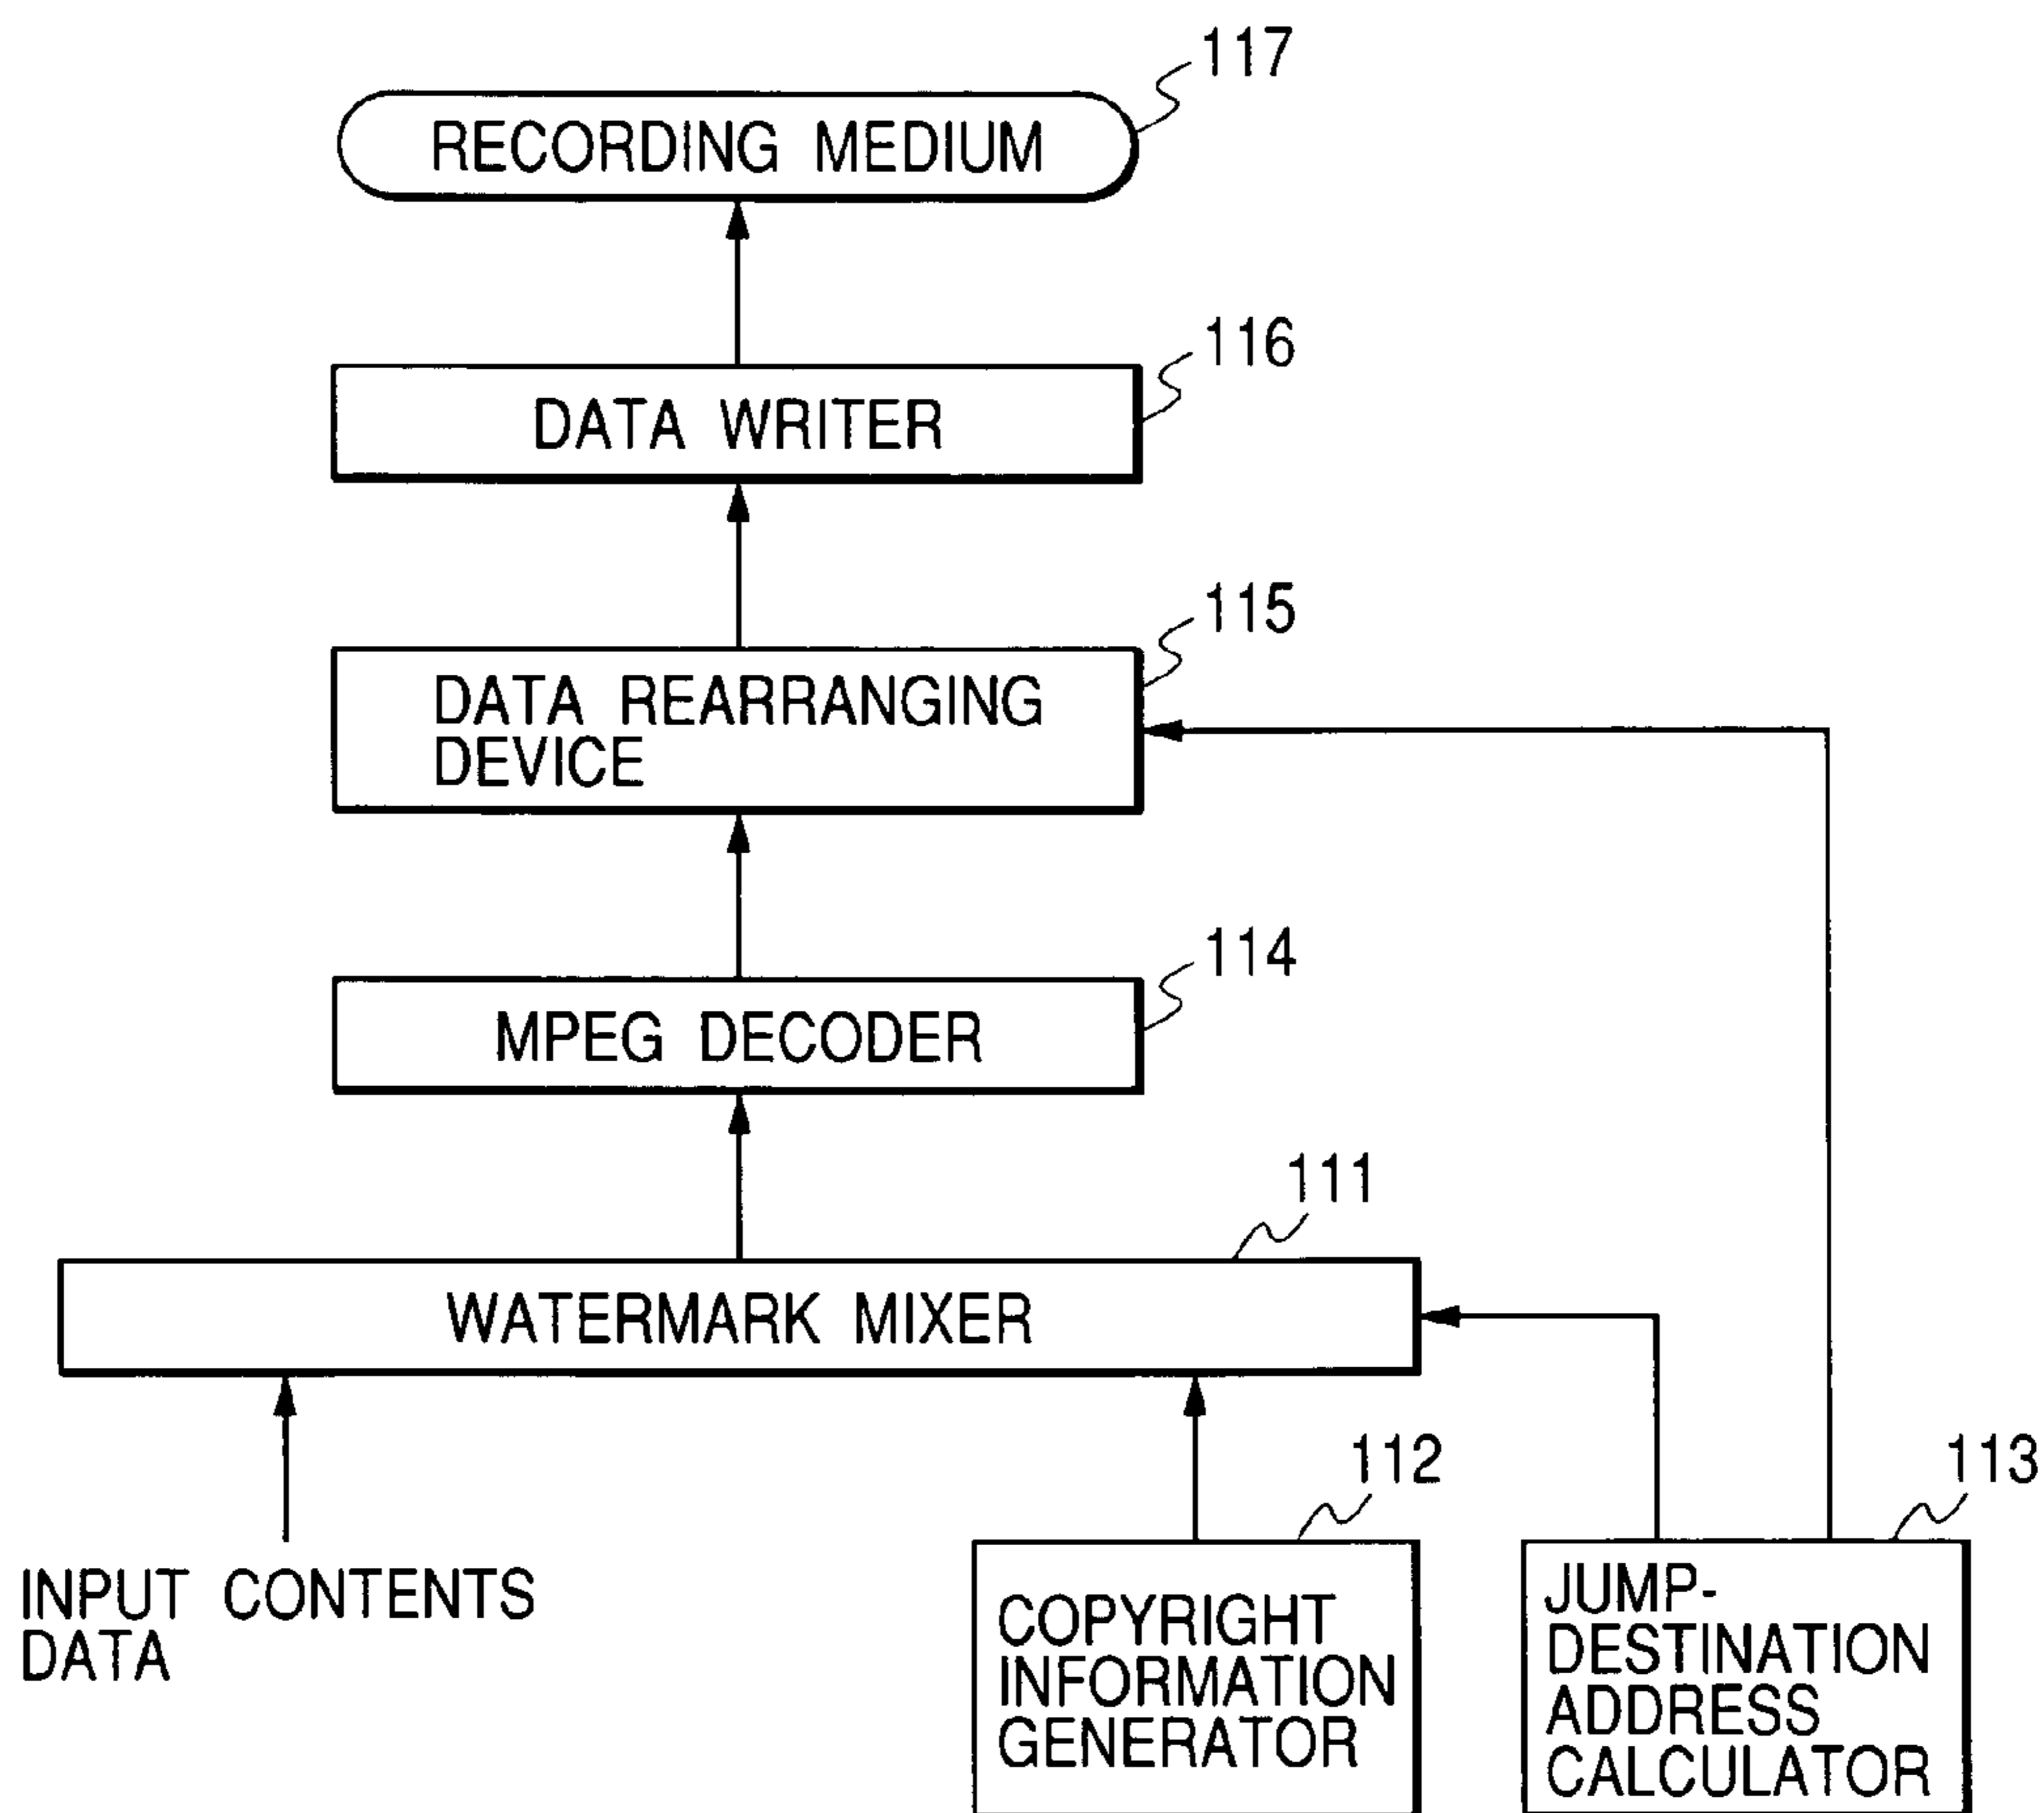 117
RECORDING MEDIUM
116
DATA WRITER
115
DATA REARRANGING
DEVICE
114
MPEG DECODER
111
WATERMARK MIXER
112
113
INPUT CONTENTS
DATA
COPYRIGHT
INFORMATION
GENERATOR
JUMP-
DESTINATION
ADDRESS
CALCULATOR